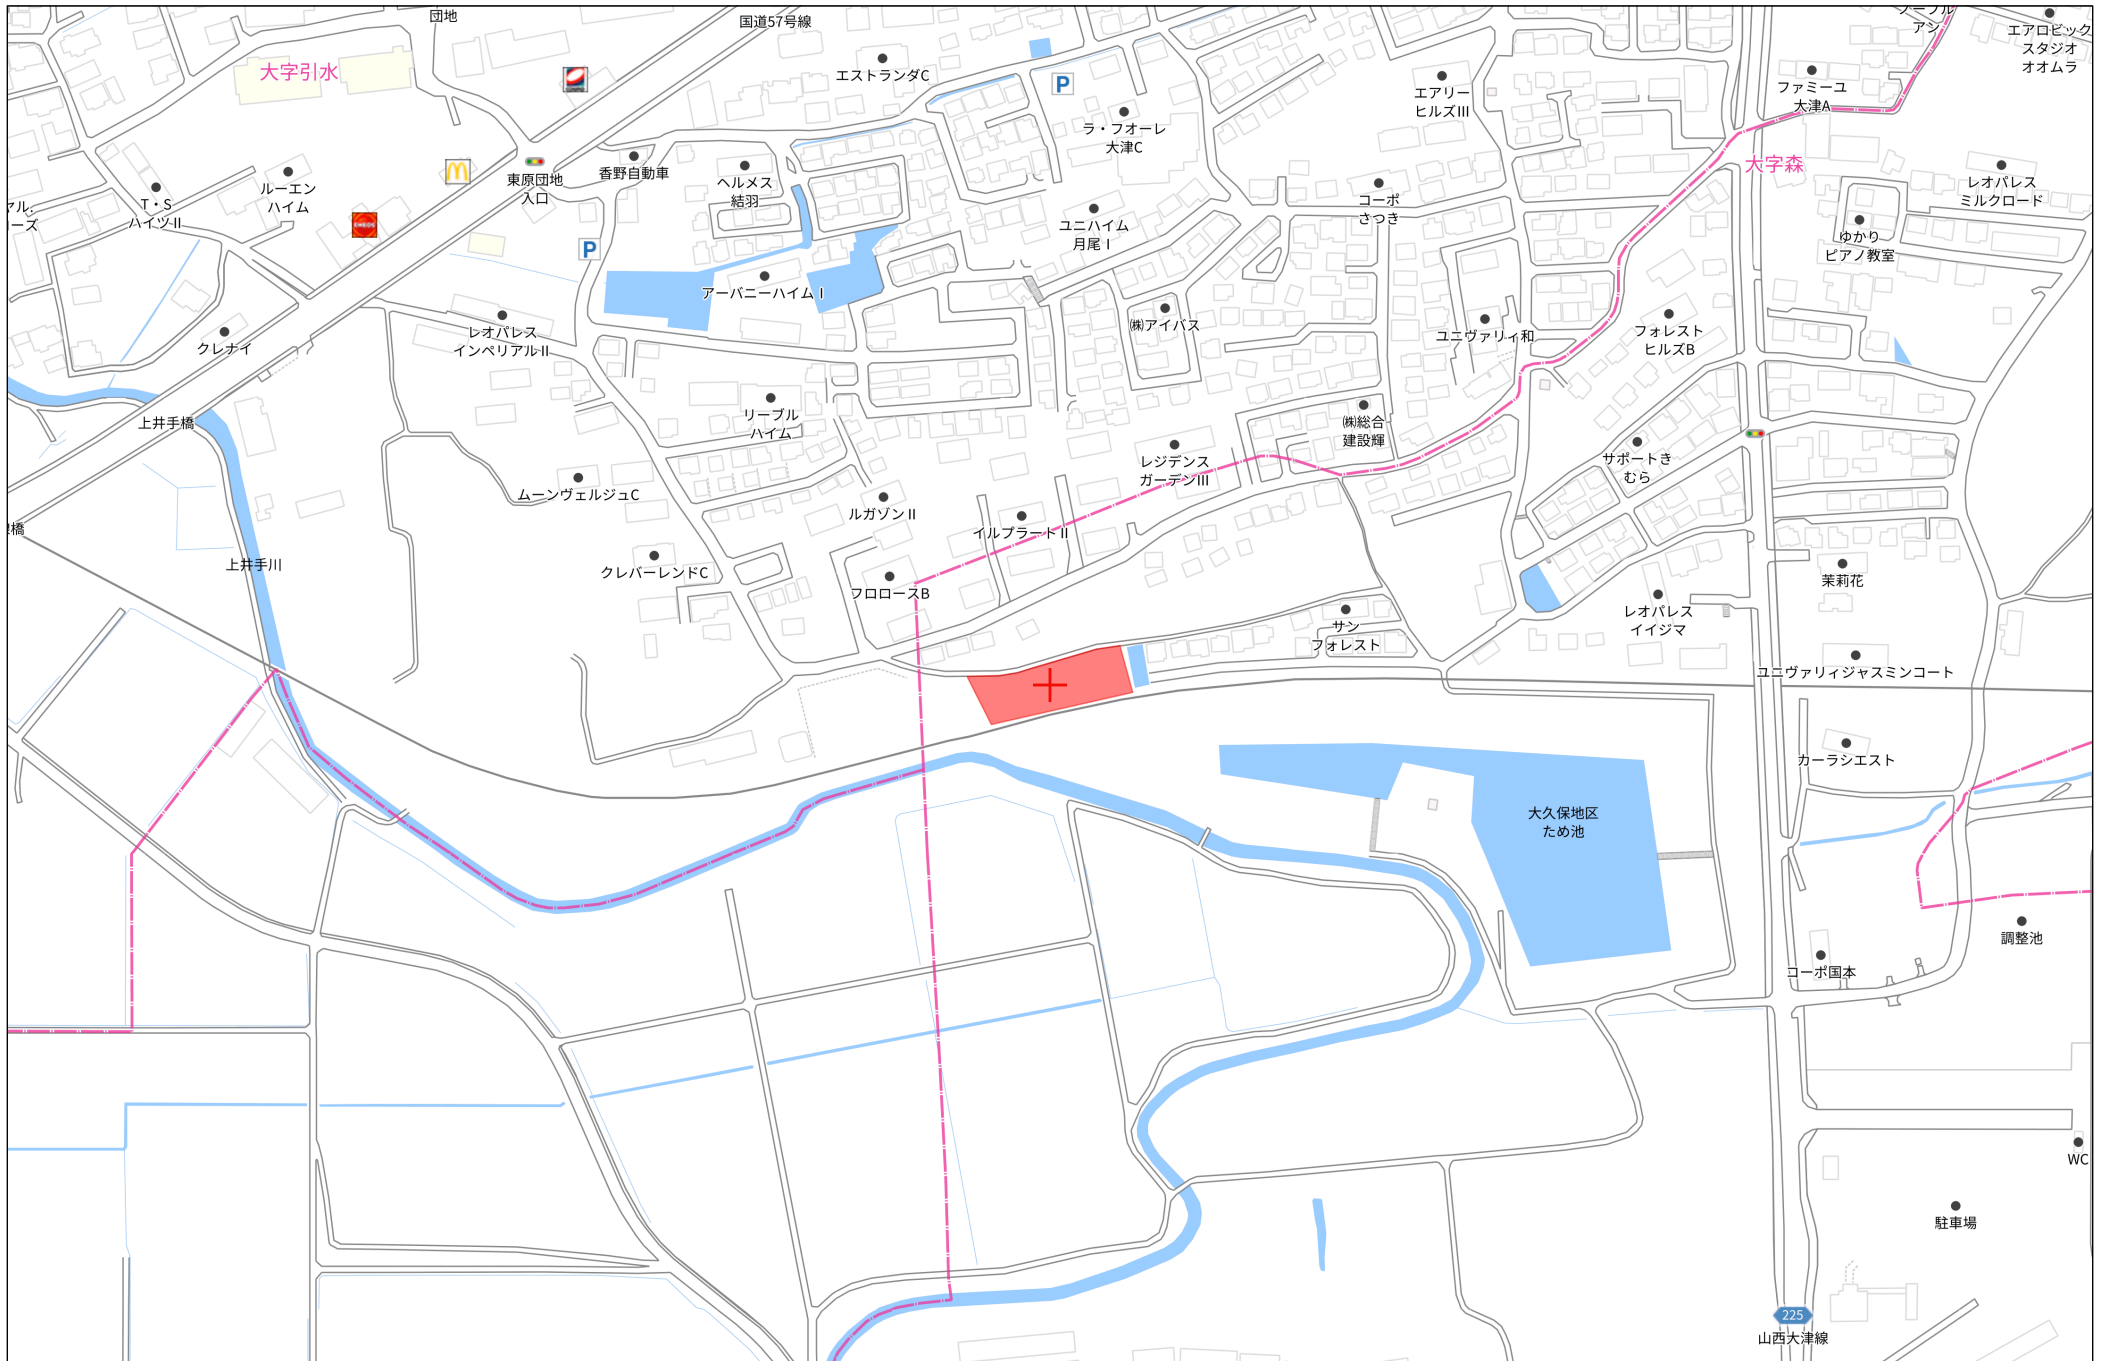 団地
国道57号線
エアロビック
スタジオ
オオムラ
大字引水
エストランダC
P
エアリー
ヒルズIII
ファミーユ
大津A
ラ・フオーレ
大津C
大字森
東原団地
入口
香野自動車
ヘルメス
結羽
ルーエン
ハイム
T・S
ハイツII
ENEOS
コーポ
さつき
レオパレス
ミルクロード
ユニハイム
月尾I
ゆかり
ピアノ教室
P
アーバニーハイムI
クレナイ
レオパレス
インペリアルII
㈱アイバス
ユニヴァリィ和
フォレスト
ヒルズB
上井手橋
リーブル
ハイム
㈱総合
建設輝
レジデンス
ガーデンIII
サポートき
むら
ムーンヴェルジュC
ルガゾンII
イルプラートII
上井手川
クレバーレンドC
フロロースB
茉莉花
レオパレス
イイジマ
サン
フォレスト
ユニヴァリィジャスミンコート
カーラシエスト
大久保地区
ため池
調整池
コーポ国本
WC
駐車場
225
山西大津線